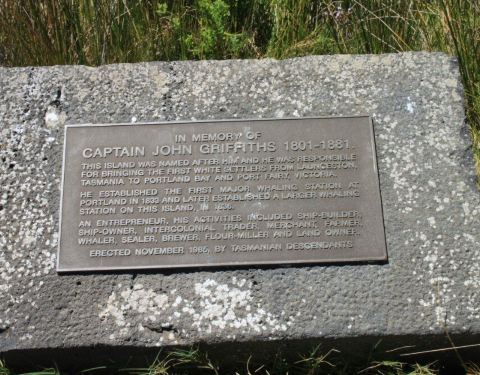 IN MEMORY OF
CAPTAIN JOHN GRIFFITHS 1801-1881.
THIS ISLAND WAS NAMED AFTER HIM AND HE WAS RESPONSIBLE
FOR BRINGING THE FIRST WHITE SETTLERS FROM LAUNCESTON,
TASMANIA TO PORTLAND BAY AND PORT FAIRY, VICTORIA.
HE ESTABLISHED THE FIRST MAJOR WHALING STATION AT
PORTLAND IN 1833 AND LATER ESTABLISHED A LARGER WHALING
STATION ON THIS ISLAND, IN 1836.
AN ENTREPRENEUR, HIS ACTIVITIES INCLUDED SHIP-BUILDER,
SHIP-OWNER, INTERCOLONIAL TRADER, MERCHANT, FARMER,
WHALER, SEALER, BREWER, FLOUR-MILLER AND LAND OWNER.
ERECTED NOVEMBER 1985, BY TASMANIAN DESCENDANTS